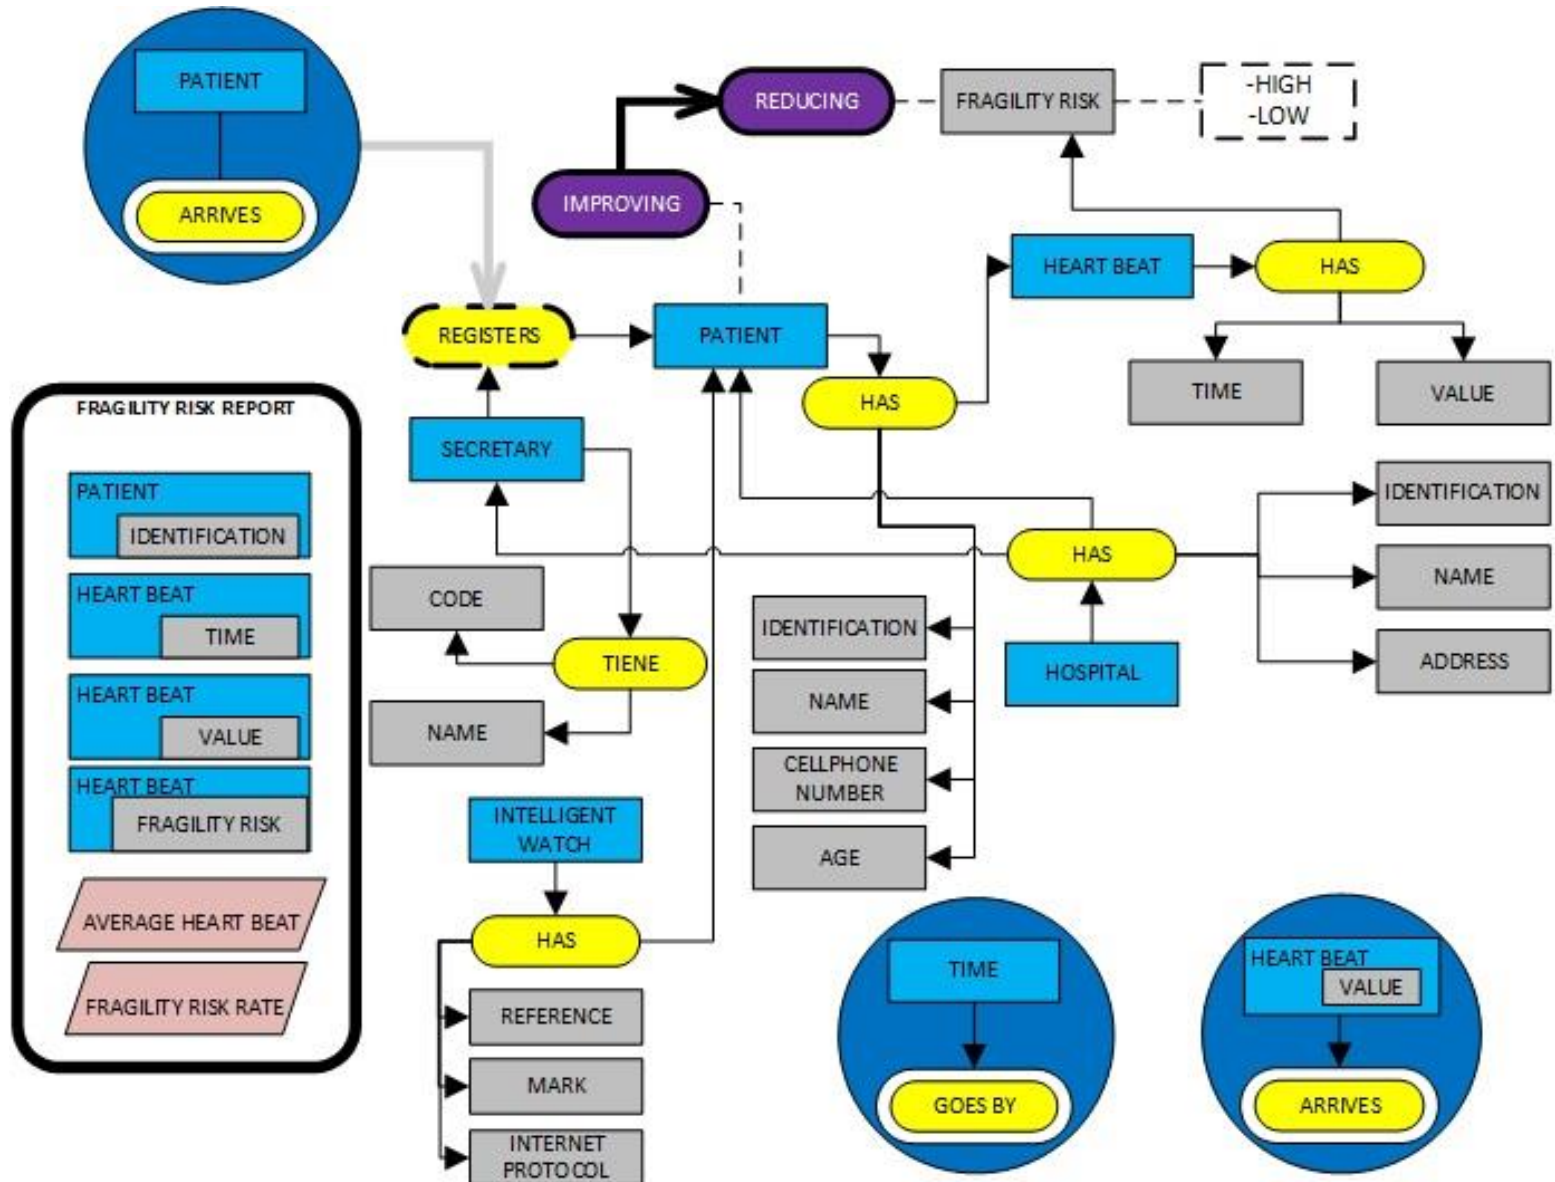 PATIENT
ARRIVES
REDUCING
FRAGILITY RISK
-HIGH
-LOW
IMPROVING
HEART BEAT
HAS
REGISTERS
PATIENT
HAS
TIME
VALUE
SECRETARY
HAS
IDENTIFICATION
NAME
ADDRESS
HOSPITAL
CODE
TIENE
NAME
IDENTIFICATION
NAME
CELLPHONE
NUMBER
AGE
INTELLIGENT
WATCH
HAS
REFERENCE
MARK
INTERNET
PROTOCOL
FRAGILITY RISK REPORT
PATIENT
IDENTIFICATION
HEART BEAT
TIME
HEART BEAT
VALUE
HEART BEAT
FRAGILITY RISK
AVERAGE HEART BEAT
FRAGILITY RISK RATE
TIME
GOES BY
HEART BEAT
VALUE
ARRIVES